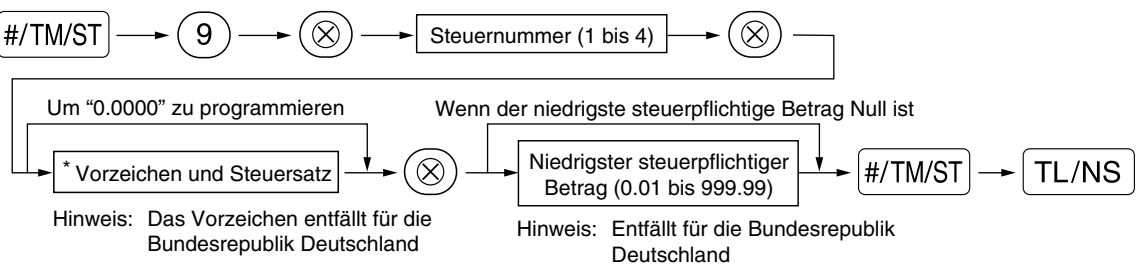 #/TM/ST 9 ⊗ Steuernummer (1 bis 4) ⊗
Um “0.0000” zu programmieren
Wenn der niedrigste steuerpflichtige Betrag Null ist
* Vorzeichen und Steuersatz ⊗
Niedrigster steuerpflichtiger
Betrag (0.01 bis 999.99)
#/TM/ST TL/NS
Hinweis: Das Vorzeichen entfällt für die
Bundesrepublik Deutschland
Hinweis: Entfällt für die Bundesrepublik
Deutschland